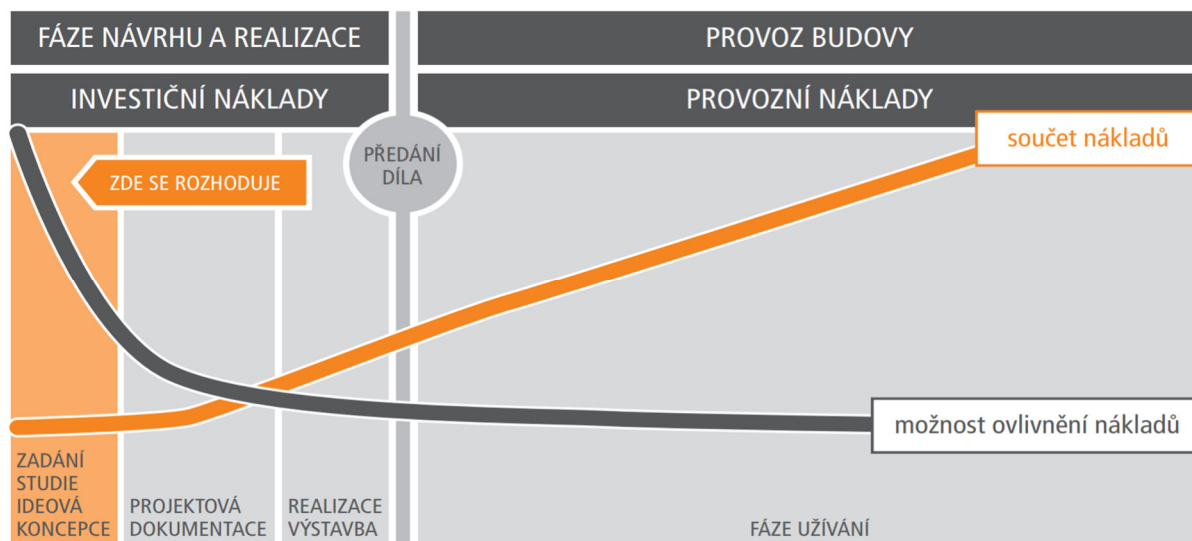 FÁZE NÁVRHU A REALIZACE
PROVOZ BUDOVY
INVESTIČNÍ NÁKLADY
PROVOZNÍ NÁKLADY
PŘEDÁNÍ
DÍLA
součet nákladů
ZDE SE ROZHODUJE
možnost ovlivnění nákladů
ZADÁNÍ
STUDIE
IDEOVÁ
KONCEPCE
PROJEKTOVÁ
DOKUMENTACE
REALIZACE
VÝSTAVBA
FÁZE UŽÍVÁNÍ